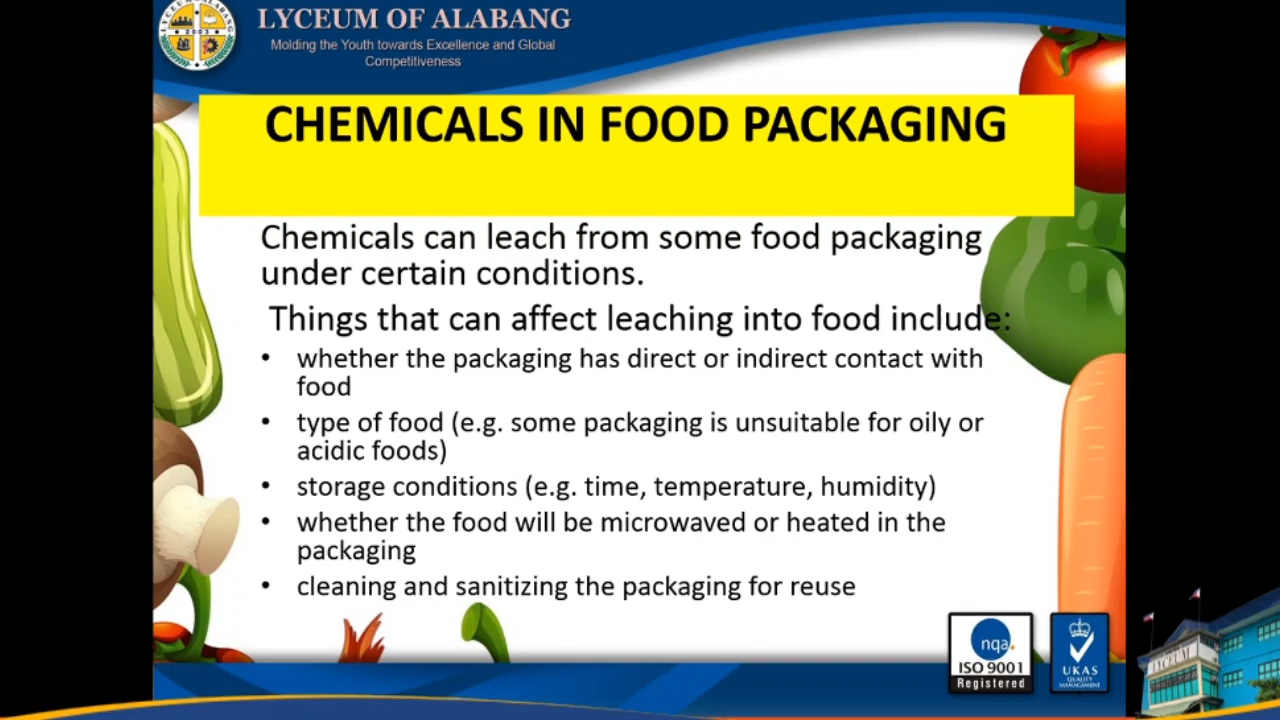 LYCEUM OF ALABANG
Molding the Youth towards Excellence and Global
Competitiveness
2003
CHEMICALS IN FOOD PACKAGING
Chemicals can leach from some food packaging
under certain conditions.
Things that can affect leaching into food include:
• whether the packaging has direct or indirect contact with
food
• type of food (e.g. some packaging is unsuitable for oily or
acidic foods)
• storage conditions (e.g. time, temperature, humidity)
• whether the food will be microwaved or heated in the
packaging
• cleaning and sanitizing the packaging for reuse
nqa.
ISO 9001
Registered
UKAS
QUALITY
MANAGEMENT
LYCEUM